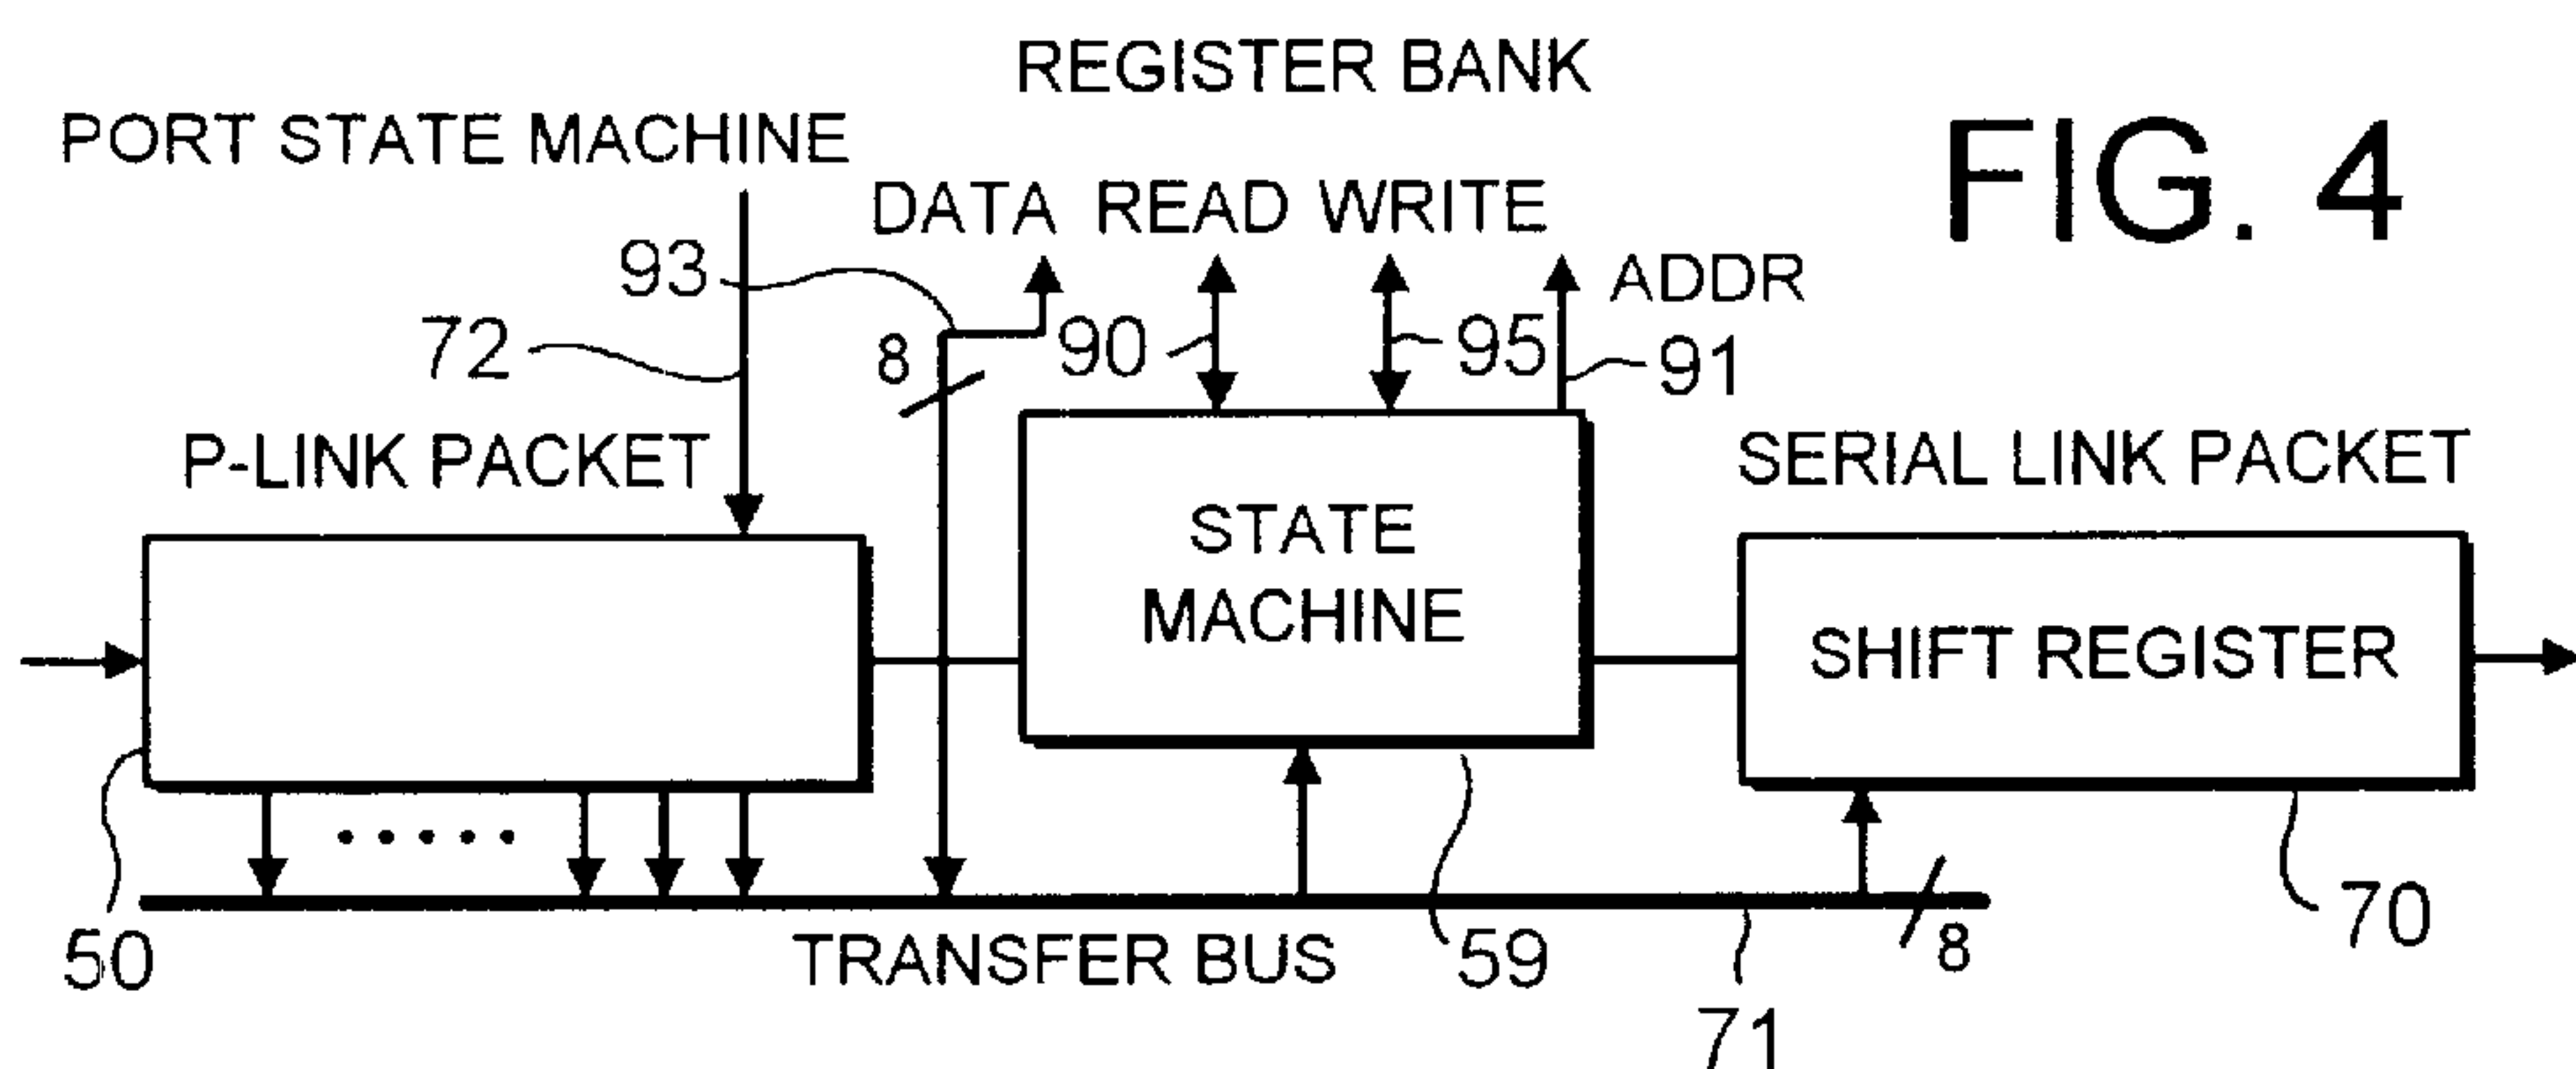 REGISTER BANK
PORT STATE MACHINE
FIG. 4
DATA READ WRITE
93
ADDR
72
8
90
95
91
P-LINK PACKET
SERIAL LINK PACKET
STATE
MACHINE
SHIFT REGISTER
50
TRANSFER BUS
59
8
70
71